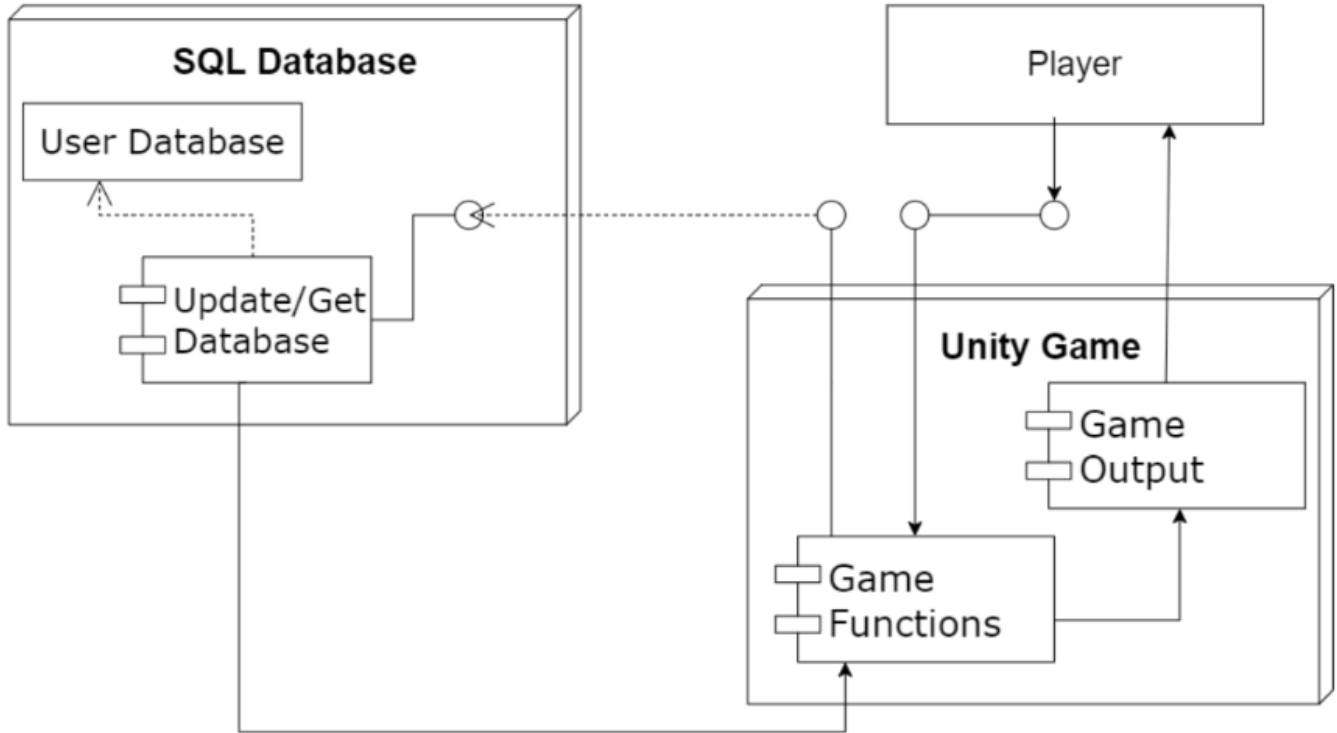 SQL Database
User Database
Update/Get
Database
Player
Unity Game
Game
Output
Game
Functions